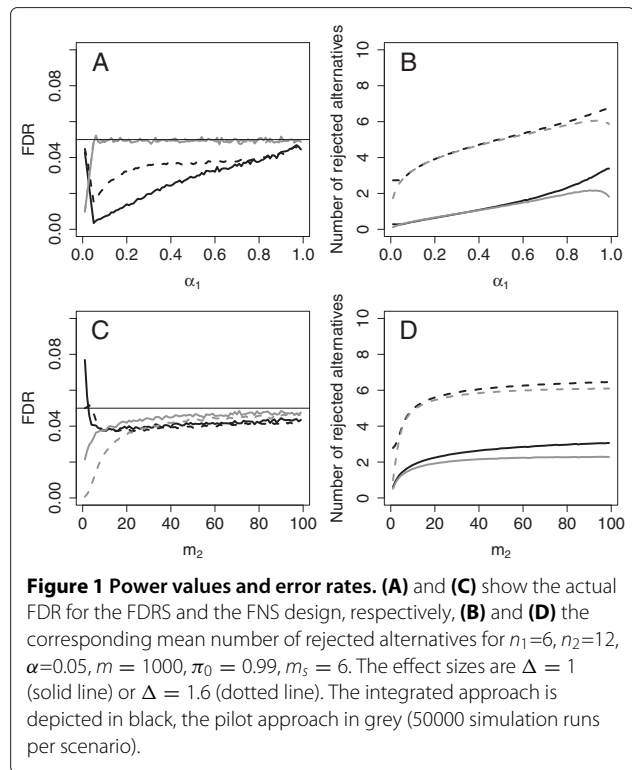 A
FDR
0.00 0.04 0.08
0.0 0.2 0.4 0.6 0.8 1.0
α1
B
Number of rejected alternatives
0 2 4 6 8 10
0.0 0.2 0.4 0.6 0.8 1.0
α1
C
FDR
0.00 0.04 0.08
0 20 40 60 80 100
m2
D
Number of rejected alternatives
0 2 4 6 8 10
0 20 40 60 80 100
m2
Figure 1 Power values and error rates. (A) and (C) show the actual
FDR for the FDRS and the FNS design, respectively, (B) and (D) the
corresponding mean number of rejected alternatives for n1=6, n2=12,
α=0.05, m = 1000, π0 = 0.99, ms = 6. The effect sizes are Δ = 1
(solid line) or Δ = 1.6 (dotted line). The integrated approach is
depicted in black, the pilot approach in grey (50000 simulation runs
per scenario).